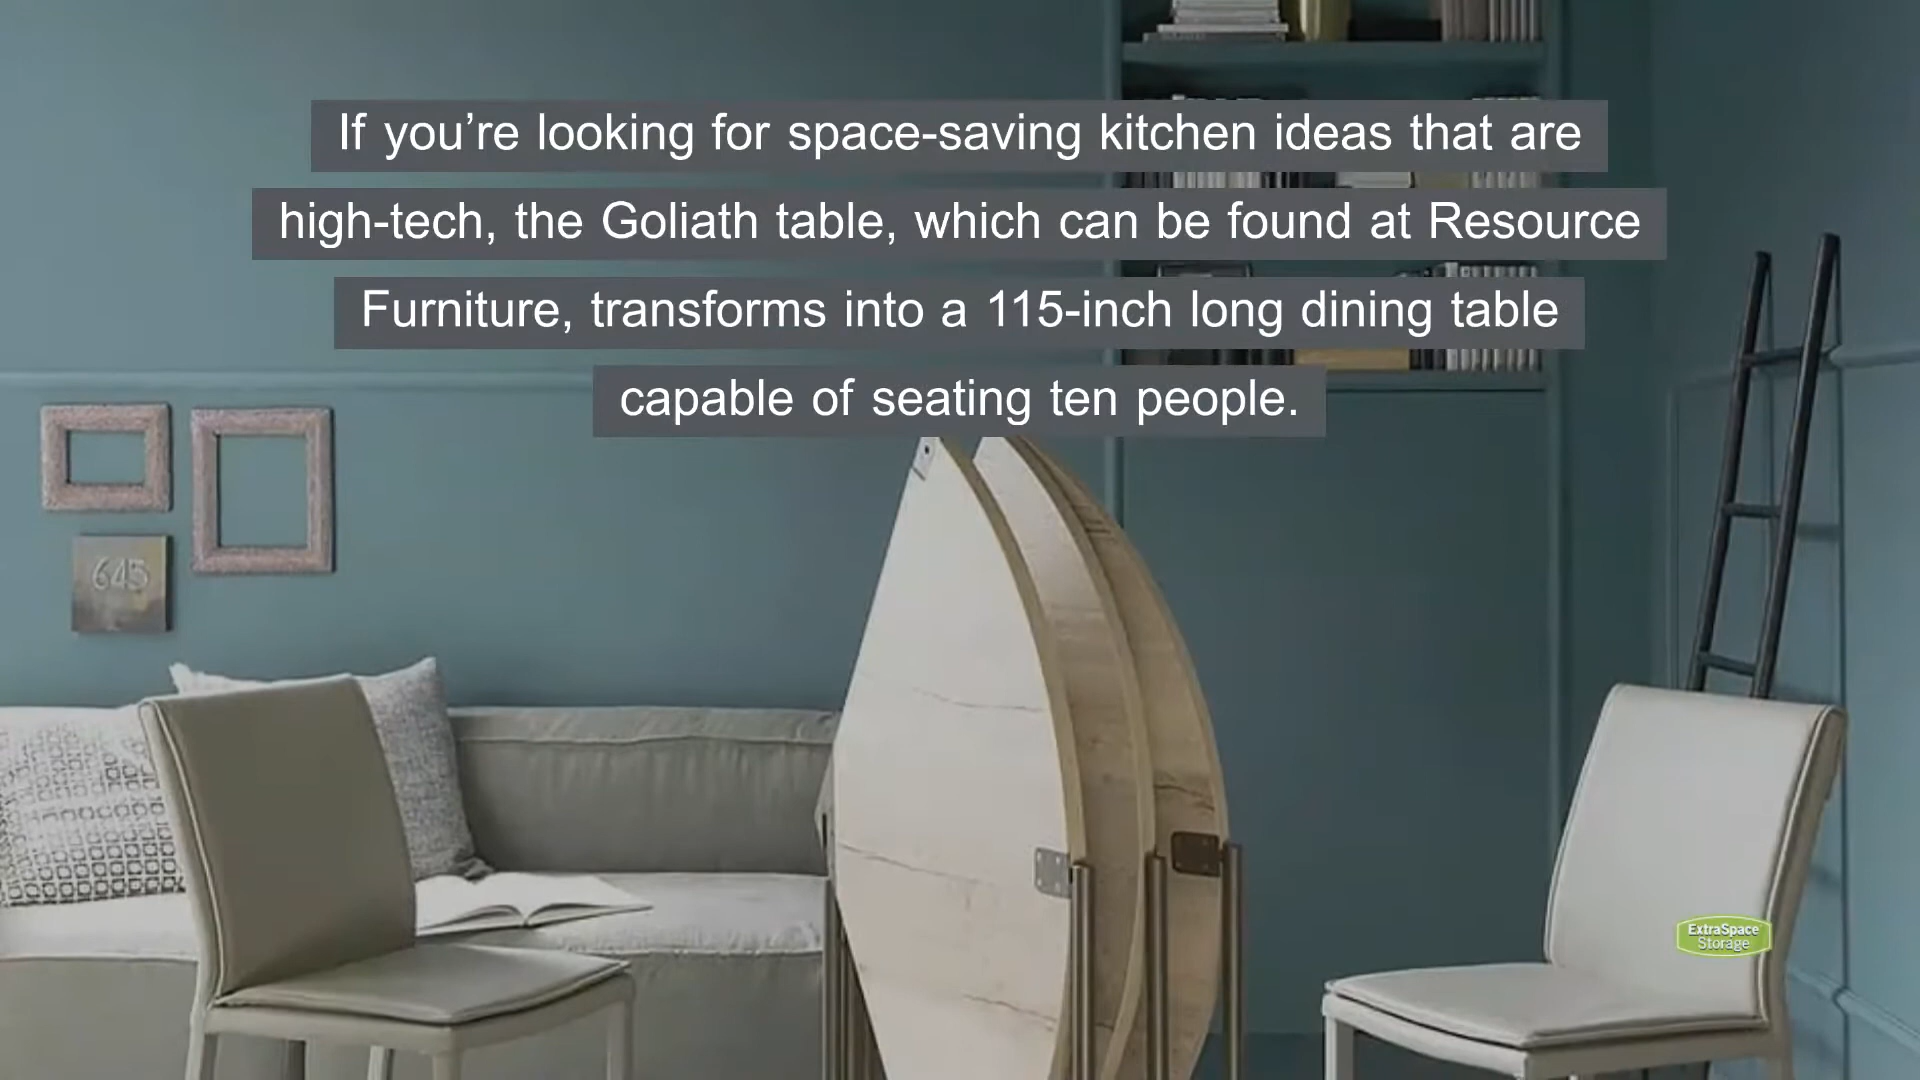 If you’re looking for space-saving kitchen ideas that are
high-tech, the Goliath table, which can be found at Resource
Furniture, transforms into a 115-inch long dining table
capable of seating ten people.
645
ExtraSpace
Storage